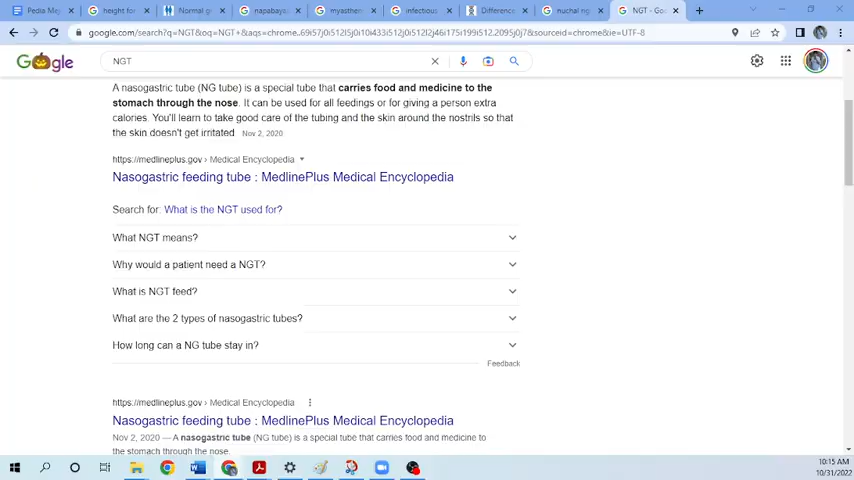 Pedia Mej
height for
Normal gr
napabaya
myasthen
infectious
Difference
nuchal rig
NGT - Goo
google.com/search?q=NGT&oq=NGT+&aqs=chrome..69i57j0i512l5j0i10i433i512j0i512l2j46i175i199i512.2095j0j7&sourceid=chrome&ie=UTF-8
Google
NGT
A nasogastric tube (NG tube) is a special tube that carries food and medicine to the
stomach through the nose. It can be used for all feedings or for giving a person extra
calories. You'll learn to take good care of the tubing and the skin around the nostrils so that
the skin doesn't get irritated. Nov 2, 2020
https://medlineplus.gov › Medical Encyclopedia
Nasogastric feeding tube : MedlinePlus Medical Encyclopedia
Search for: What is the NGT used for?
What NGT means?
Why would a patient need a NGT?
What is NGT feed?
What are the 2 types of nasogastric tubes?
How long can a NG tube stay in?
Feedback
https://medlineplus.gov › Medical Encyclopedia
Nasogastric feeding tube : MedlinePlus Medical Encyclopedia
Nov 2, 2020 — A nasogastric tube (NG tube) is a special tube that carries food and medicine to
the stomach through the nose.
10:15 AM
10/31/2022